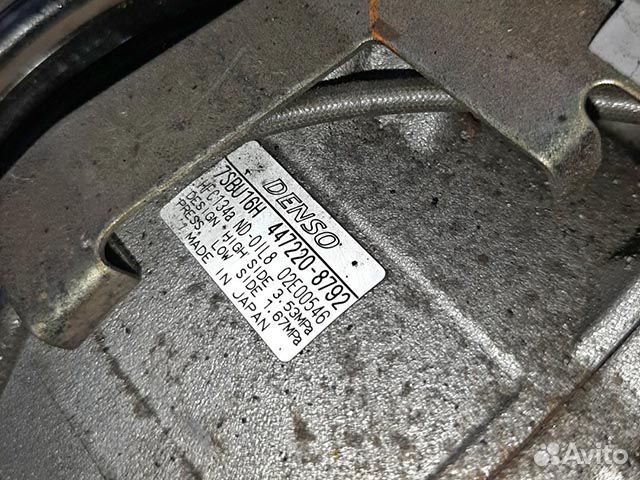 DENSO
7SBU16H 447220-8792
HFC134a ND-OIL8 02E00546
DESIGN HIGH SIDE 3.53MPa
PRESS. LOW SIDE 1.67MPa
MADE IN JAPAN
Avito